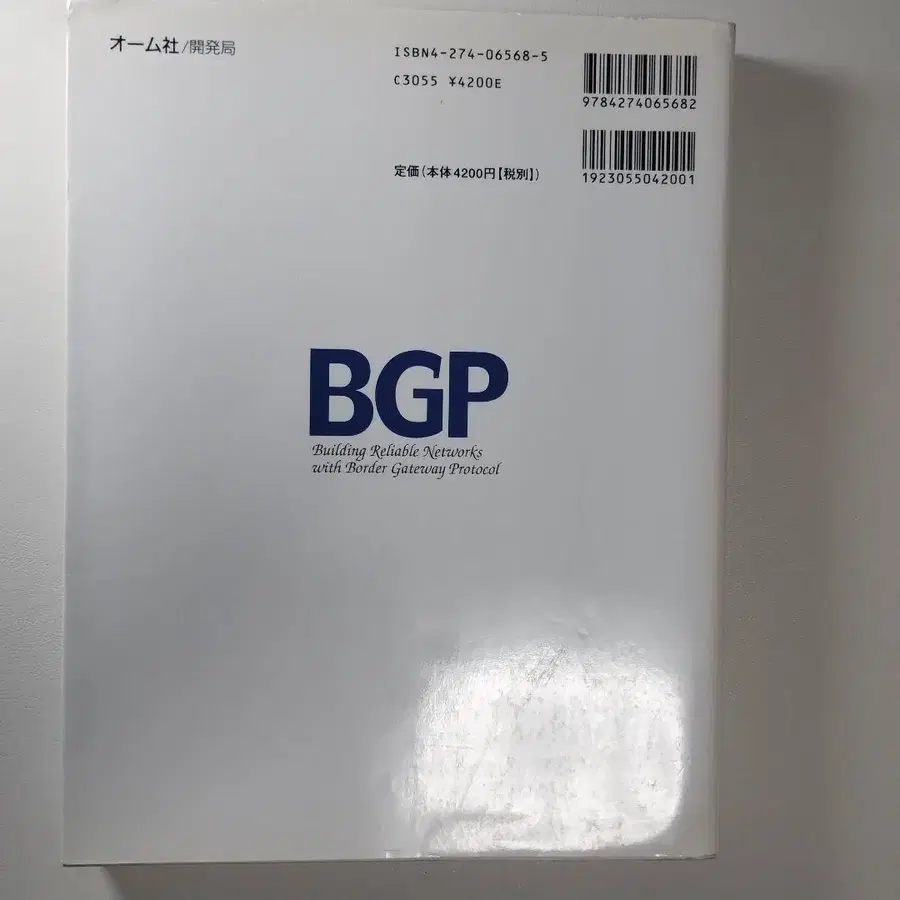 オーム社/開発局
ISBN4-274-06568-5
C3055 ¥4200E
9784274065682
定価(本体4200円【税別】)
1923055042001
BGP
Building Reliable Networks
with Border Gateway Protocol